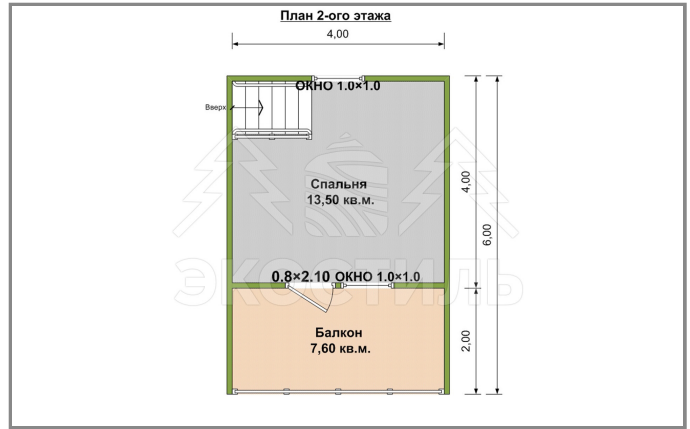 План 2-ого этажа
4,00
ОКНО 1.0×1.0
Вверх
Спальня
13,50 кв.м.
4,00
6,00
0.8×2.10 ОКНО 1.0×1.0
ЭКОСТИЛЬ
Балкон
7,60 кв.м.
2,00